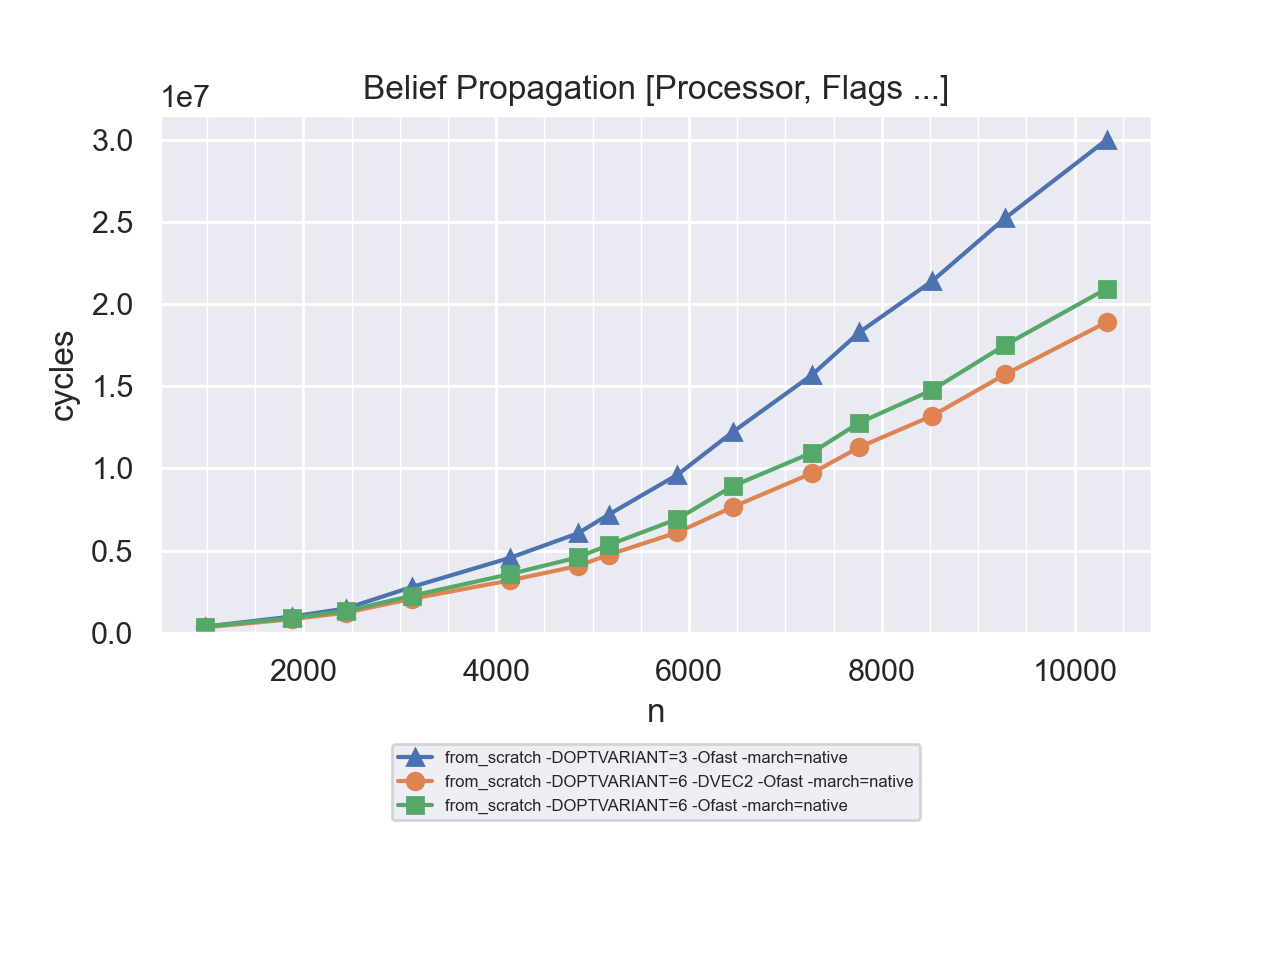 Belief Propagation [Processor, Flags ...]
1e7
3.0
2.5
2.0
1.5
1.0
0.5
0.0
cycles
2000 4000 6000 8000 10000
n
from_scratch -DOPTVARIANT=3 -Ofast -march=native
from_scratch -DOPTVARIANT=6 -DVEC2 -Ofast -march=native
from_scratch -DOPTVARIANT=6 -Ofast -march=native